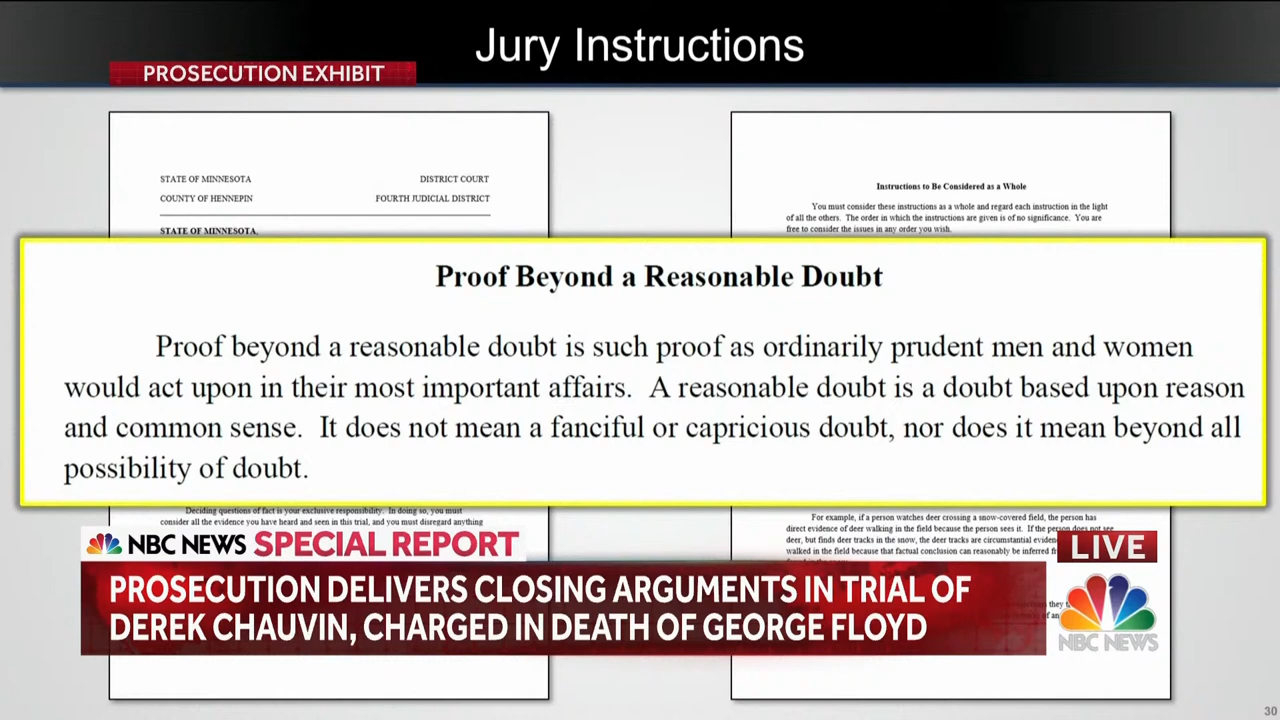 Jury Instructions
PROSECUTION EXHIBIT
STATE OF MINNESOTA
DISTRICT COURT
COUNTY OF HENNEPIN
FOURTH JUDICIAL DISTRICT
STATE OF MINNESOTA,
Instructions to Be Considered as a Whole
You must consider these instructions as a whole and regard each instruction in the light
of all the others. The order in which the instructions are given is of no significance. You are
free to consider the issues in any order you wish.
Proof Beyond a Reasonable Doubt
Proof beyond a reasonable doubt is such proof as ordinarily prudent men and women
would act upon in their most important affairs. A reasonable doubt is a doubt based upon reason
and common sense. It does not mean a fanciful or capricious doubt, nor does it mean beyond all
possibility of doubt.
Deciding questions of fact is your exclusive responsibility. In doing so, you must
consider all the evidence you have heard and seen in this trial, and you must disregard anything
For example, if a person watches deer crossing a snow-covered field, the person has
direct evidence of deer walking in the field because the person sees it. If the person does not see
deer, but finds deer tracks in the snow, the deer tracks are circumstantial
walked in the field because that factual conclusion can reasonably be inferred
they
of an
NBC NEWS SPECIAL REPORT
LIVE
PROSECUTION DELIVERS CLOSING ARGUMENTS IN TRIAL OF
DEREK CHAUVIN, CHARGED IN DEATH OF GEORGE FLOYD
NBC NEWS
30